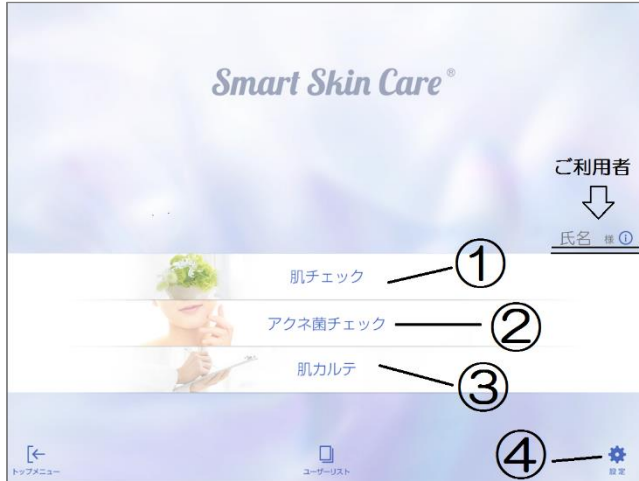 Smart Skin Care®
ご利用者
氏名 様
肌チェック ①
アクネ菌チェック ②
肌カルテ ③
④
トップメニュー
ユーザーリスト
設定